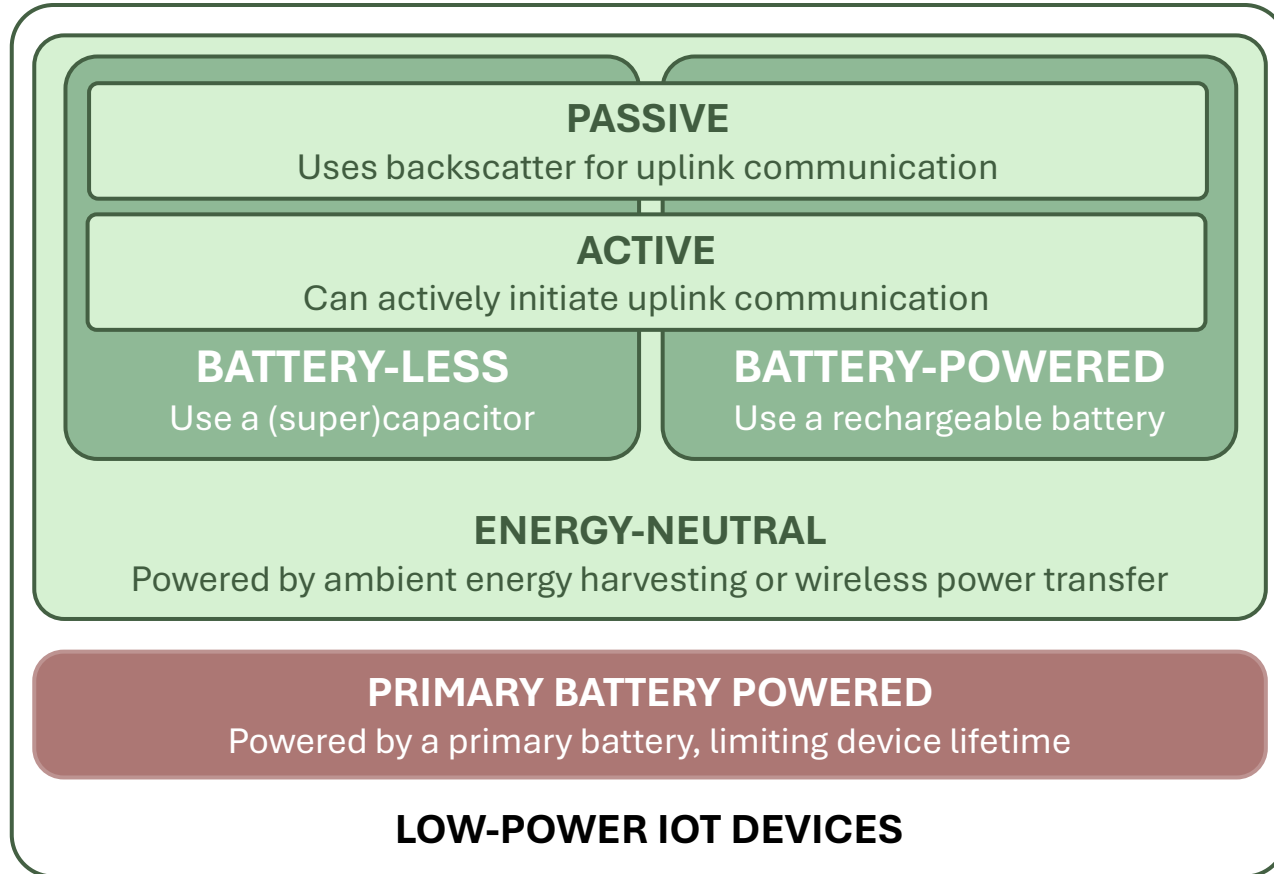 PASSIVE
Uses backscatter for uplink communication
ACTIVE
Can actively initiate uplink communication
BATTERY-LESS
Use a (super)capacitor
BATTERY-POWERED
Use a rechargeable battery
ENERGY-NEUTRAL
Powered by ambient energy harvesting or wireless power transfer
PRIMARY BATTERY POWERED
Powered by a primary battery, limiting device lifetime
LOW-POWER IOT DEVICES